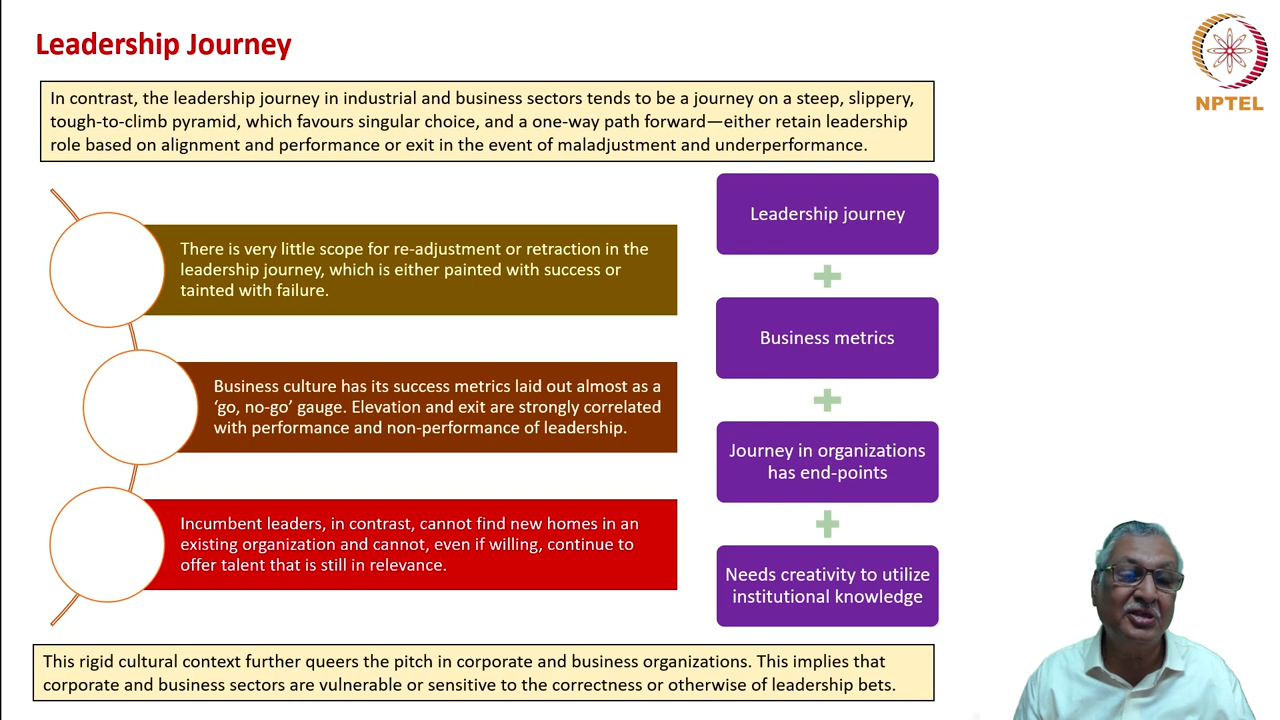 Leadership Journey
NPTEL
In contrast, the leadership journey in industrial and business sectors tends to be a journey on a steep, slippery,
tough-to-climb pyramid, which favours singular choice, and a one-way path forward—either retain leadership
role based on alignment and performance or exit in the event of maladjustment and underperformance.
There is very little scope for re-adjustment or retraction in the
leadership journey, which is either painted with success or
tainted with failure.
Business culture has its success metrics laid out almost as a
‘go, no-go’ gauge. Elevation and exit are strongly correlated
with performance and non-performance of leadership.
Incumbent leaders, in contrast, cannot find new homes in an
existing organization and cannot, even if willing, continue to
offer talent that is still in relevance.
Leadership journey
Business metrics
Journey in organizations
has end-points
Needs creativity to utilize
institutional knowledge
This rigid cultural context further queers the pitch in corporate and business organizations. This implies that
corporate and business sectors are vulnerable or sensitive to the correctness or otherwise of leadership bets.